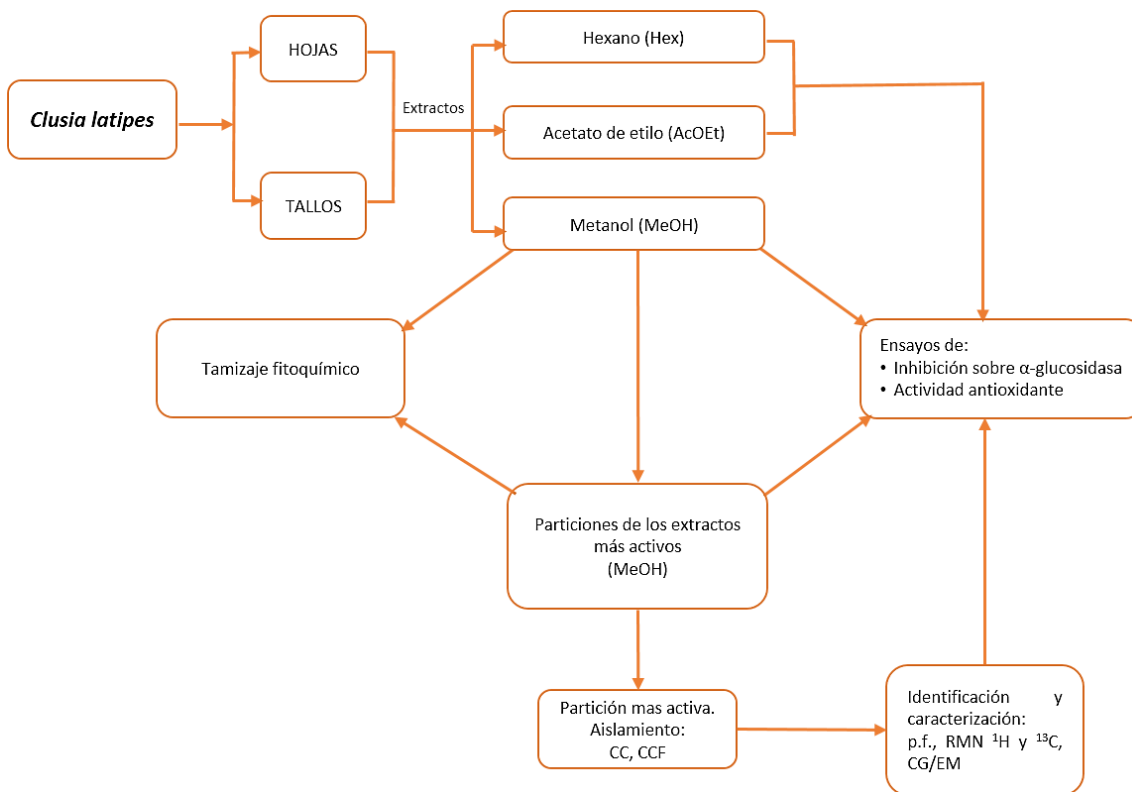 Clusia latipes
HOJAS
TALLOS
Extractos
Hexano (Hex)
Acetato de etilo (AcOEt)
Metanol (MeOH)
Tamizaje fitoquímico
Ensayos de:
• Inhibición sobre α-glucosidasa
• Actividad antioxidante
Particiones de los extractos
más activos
(MeOH)
Partición mas activa.
Aislamiento:
CC, CCF
Identificación y
caracterización:
p.f., RMN ¹H y ¹³C,
CG/EM